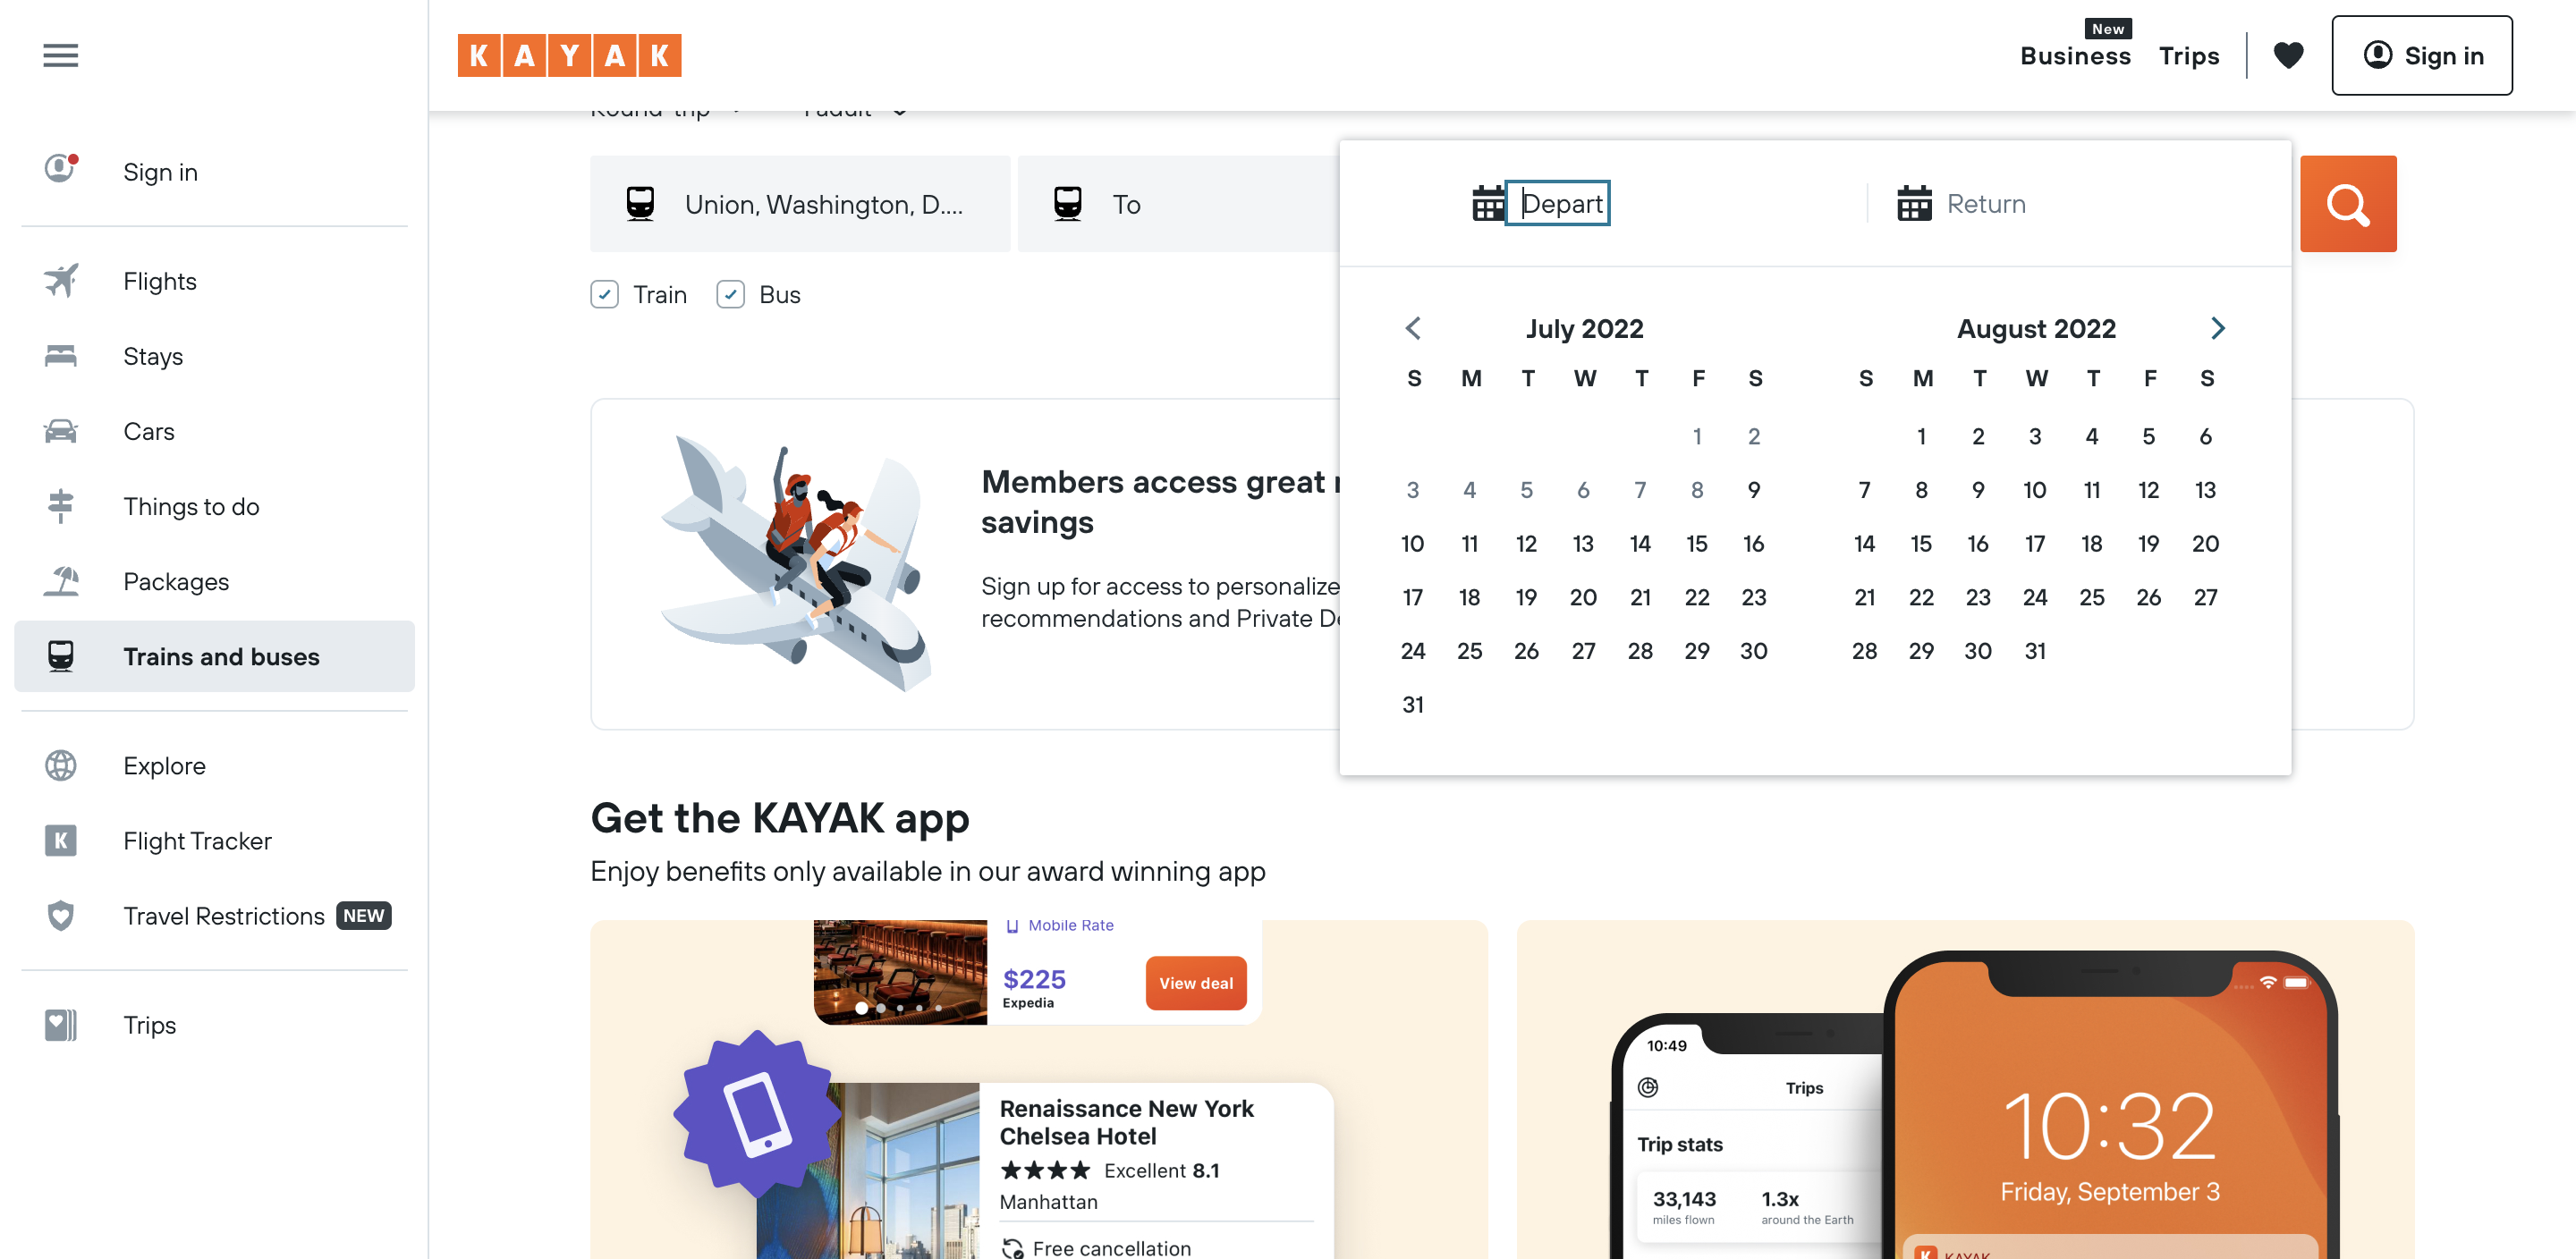 KAYAK
New
Business
Trips
Sign in
Sign in
Flights
Stays
Cars
Things to do
Packages
Trains and buses
Explore
Flight Tracker
Travel Restrictions NEW
Trips
Round-trip
1 adult
Union, Washington, D....
To
Depart
Return
Train
Bus
July 2022
S M T W T F S
1 2
3 4 5 6 7 8 9
10 11 12 13 14 15 16
17 18 19 20 21 22 23
24 25 26 27 28 29 30
31
August 2022
S M T W T F S
1 2 3 4 5 6
7 8 9 10 11 12 13
14 15 16 17 18 19 20
21 22 23 24 25 26 27
28 29 30 31
Members access great
savings
Sign up for access to personalize
recommendations and Private
Get the KAYAK app
Enjoy benefits only available in our award winning app
Mobile Rate
$225
Expedia
View deal
Renaissance New York
Chelsea Hotel
Excellent 8.1
Manhattan
Free cancellation
10:49
Trips
Trip stats
33,143
miles flown
1.3x
around the Earth
10:32
Friday, September 3
K
KAYAK